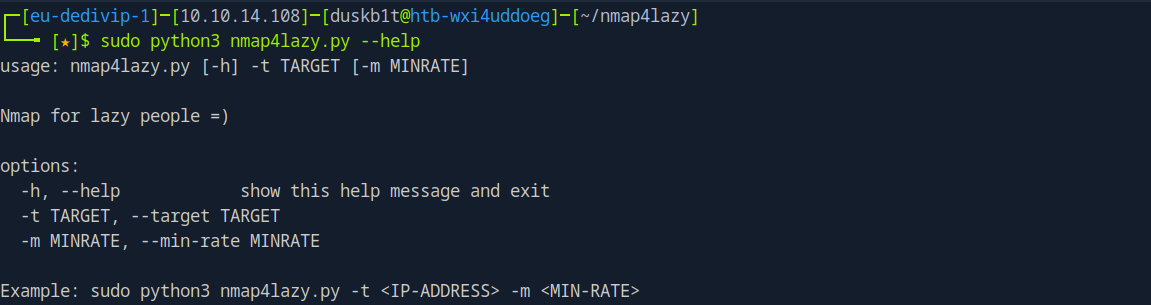 ┌─[eu-dedivip-1]─[10.10.14.108]─[duskb1t@htb-wxi4uddoeg]─[~/nmap4lazy]
└──╼ [★]$ sudo python3 nmap4lazy.py --help
usage: nmap4lazy.py [-h] -t TARGET [-m MINRATE]

Nmap for lazy people =)

options:
  -h, --help            show this help message and exit
  -t TARGET, --target TARGET
  -m MINRATE, --min-rate MINRATE

Example: sudo python3 nmap4lazy.py -t <IP-ADDRESS> -m <MIN-RATE>